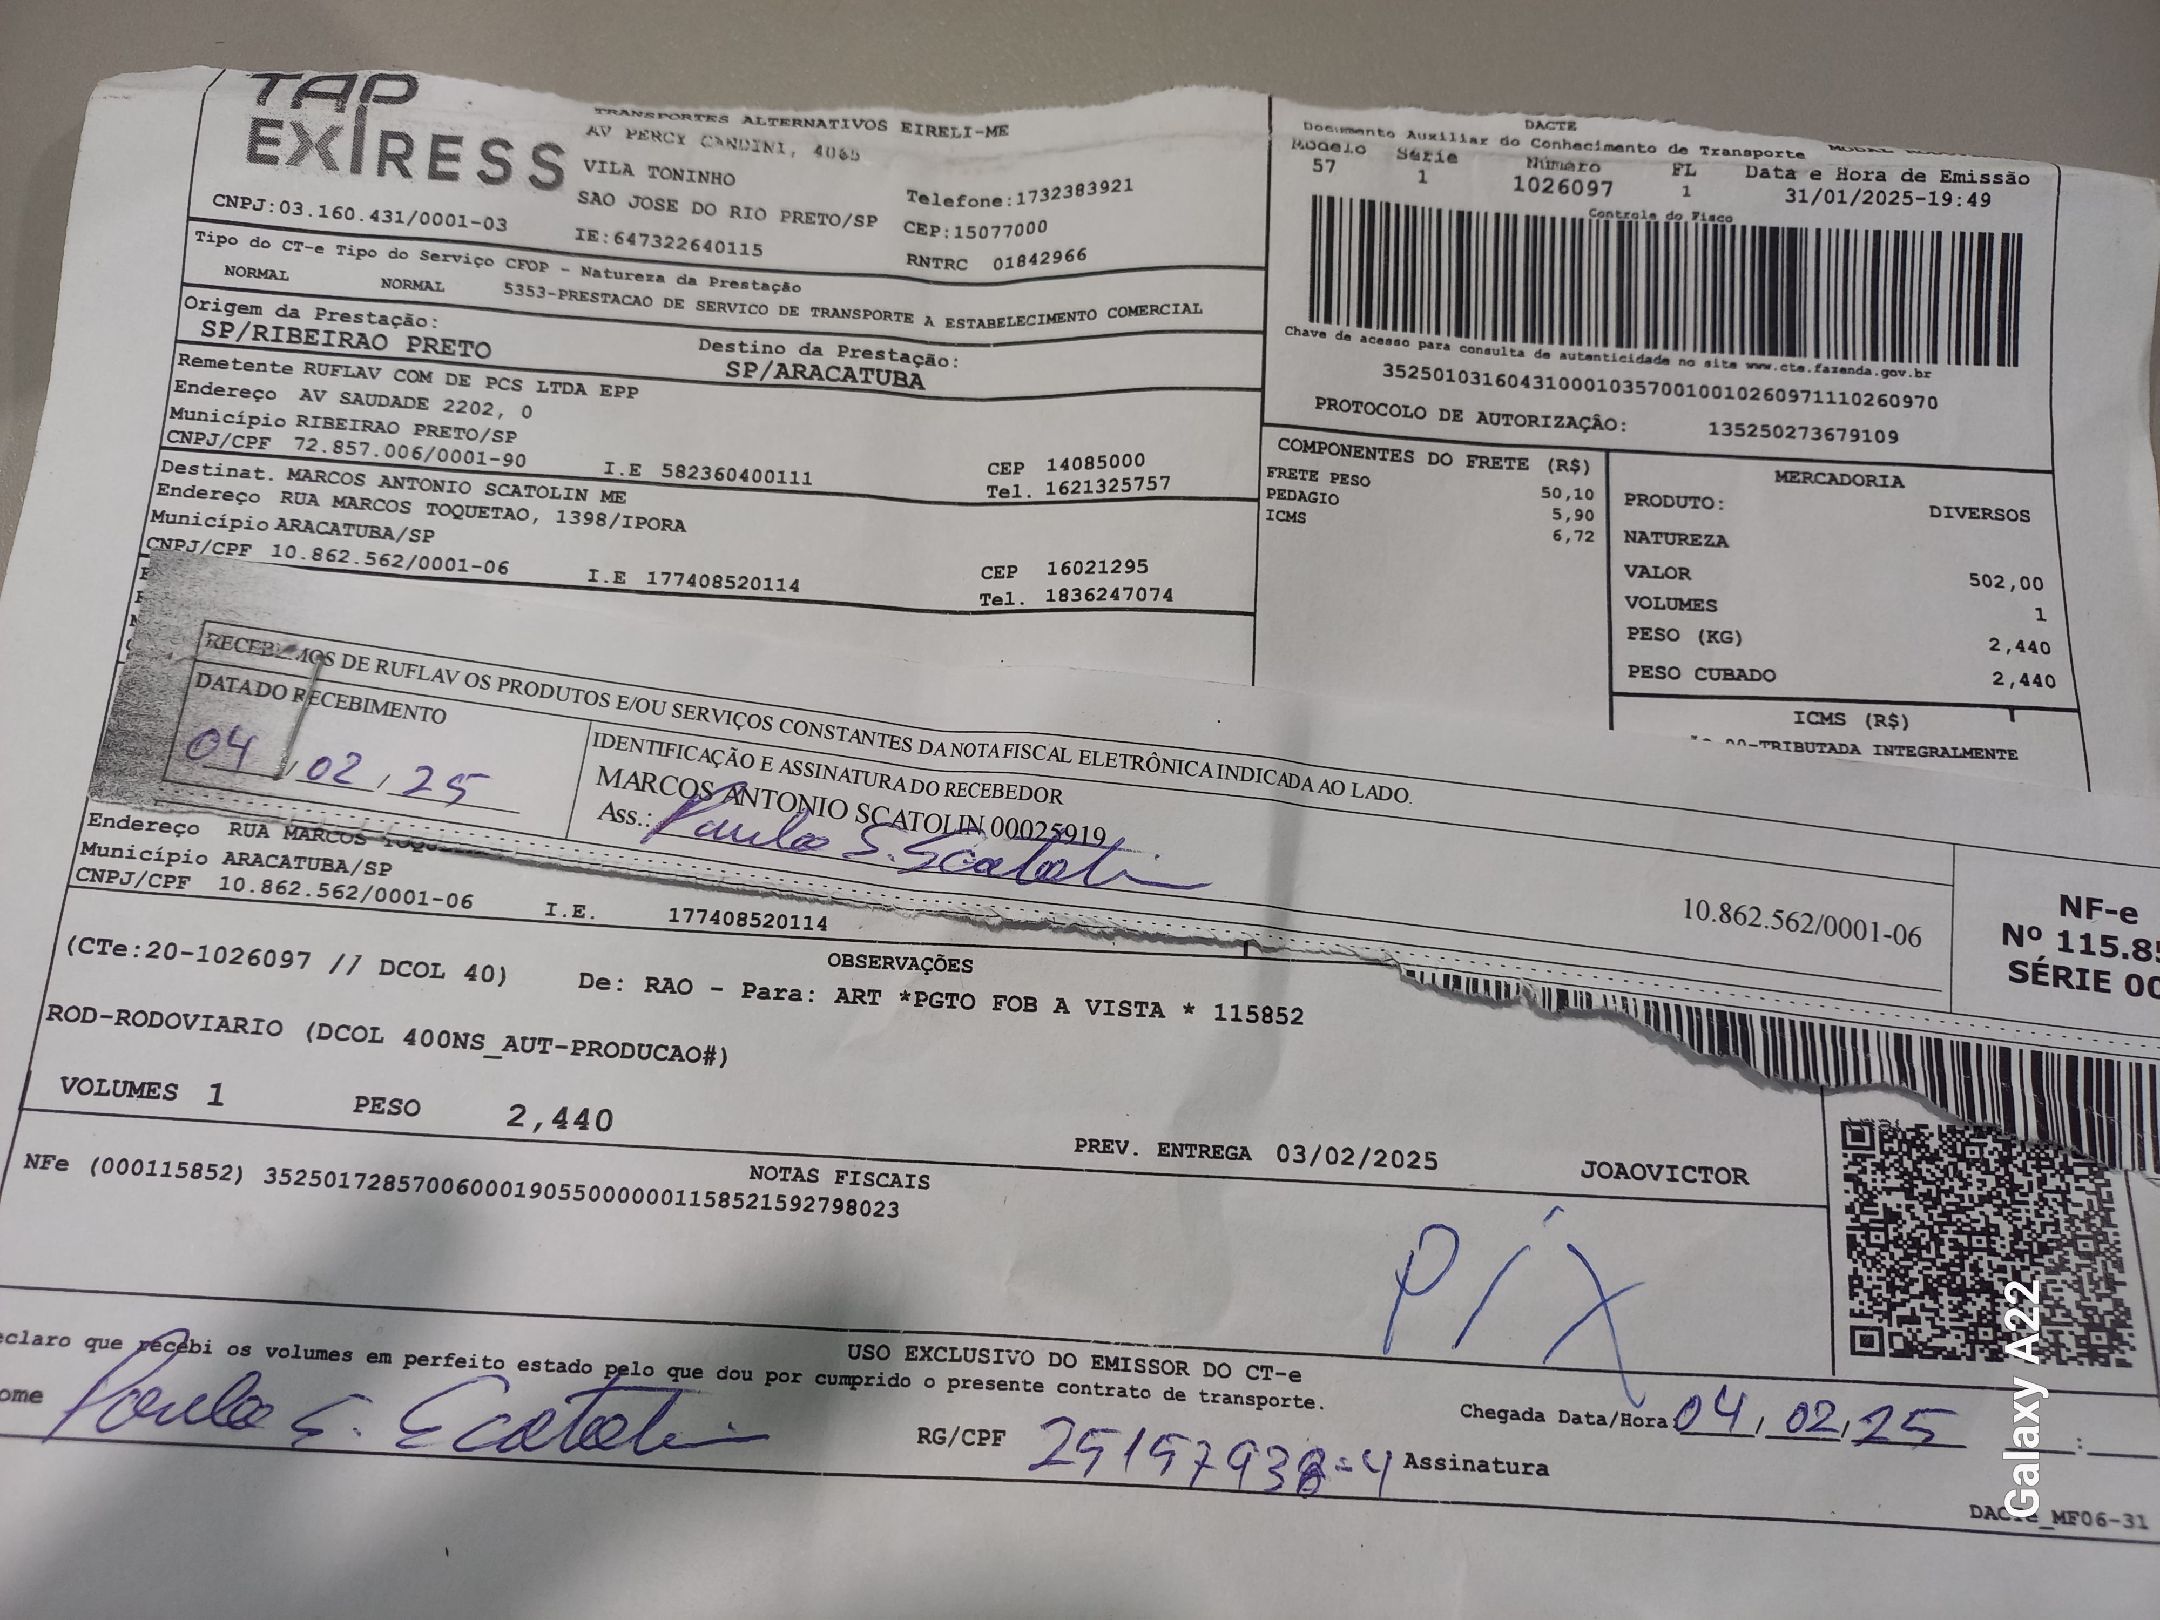 TAP
EXPRESS
TRANSPORTES ALTERNATIVOS EIRELI-ME
AV PERCY GANDINI, 4065
VILA TONINHO
SAO JOSE DO RIO PRETO/SP
IE:647322640115
Telefone:1732383921
CEP:15077000
RNTRC 01842966
CNPJ:03.160.431/0001-03
DACTE
Documento Auxiliar do Conhecimento de Transporte
Modelo Série Número FL Data e Hora de Emissão
57 1 1026097 1 31/01/2025-19:49
Controle do Fisco
Chave de acesso para consulta de autenticidade no site www.cte.fazenda.gov.br
35250103160431000103570010010260971110260970
PROTOCOLO DE AUTORIZAÇÃO: 135250273679109
Tipo do CT-e Tipo do Serviço CFOP - Natureza da Prestação
NORMAL NORMAL 5353-PRESTACAO DE SERVICO DE TRANSPORTE A ESTABELECIMENTO COMERCIAL
Origem da Prestação: Destino da Prestação:
SP/RIBEIRAO PRETO SP/ARACATUBA
Remetente RUFLAV COM DE PCS LTDA EPP
Endereço AV SAUDADE 2202, 0
Município RIBEIRAO PRETO/SP CEP 14085000
CNPJ/CPF 72.857.006/0001-90 I.E 582360400111 Tel. 1621325757
Destinat. MARCOS ANTONIO SCATOLIN ME
Endereço RUA MARCOS TOQUETAO, 1398/IPORA
Município ARACATUBA/SP CEP 16021295
CNPJ/CPF 10.862.562/0001-06 I.E 177408520114 Tel. 1836247074
COMPONENTES DO FRETE (R$)
FRETE PESO 50,10
PEDAGIO 5,90
ICMS 6,72
MERCADORIA
PRODUTO: DIVERSOS
NATUREZA
VALOR 502,00
VOLUMES 1
PESO (KG) 2,440
PESO CUBADO 2,440
ICMS (R$)
00-TRIBUTADA INTEGRALMENTE
RECEBEMOS DE RUFLAV OS PRODUTOS E/OU SERVIÇOS CONSTANTES DA NOTA FISCAL ELETRÔNICA INDICADA AO LADO.
DATA DO RECEBIMENTO
04/02/25
IDENTIFICAÇÃO E ASSINATURA DO RECEBEDOR
MARCOS ANTONIO SCATOLIN 00025919
Ass.: Paula S. Scatolin
10.862.562/0001-06
NF-e
Nº 115.85
SÉRIE 00
Endereço RUA MARCOS
Município ARACATUBA/SP
CNPJ/CPF 10.862.562/0001-06 I.E. 177408520114
OBSERVAÇÕES
(CTe:20-1026097 // DCOL 40) De: RAO - Para: ART *PGTO FOB A VISTA * 115852
ROD-RODOVIARIO (DCOL 400NS_AUT-PRODUCAO#)
VOLUMES 1 PESO 2,440
PREV. ENTREGA 03/02/2025 JOAOVICTOR
NOTAS FISCAIS
NFe (000115852) 35250172857006000190550000001158521592798023
PIX
USO EXCLUSIVO DO EMISSOR DO CT-e
eclaro que recebi os volumes em perfeito estado pelo que dou por cumprido o presente contrato de transporte.
ome Paula S. Scatolin RG/CPF 29197938-4 Assinatura
Chegada Data/Hora 04/02/25 :
DACTe_MF06-31
Galaxy A22